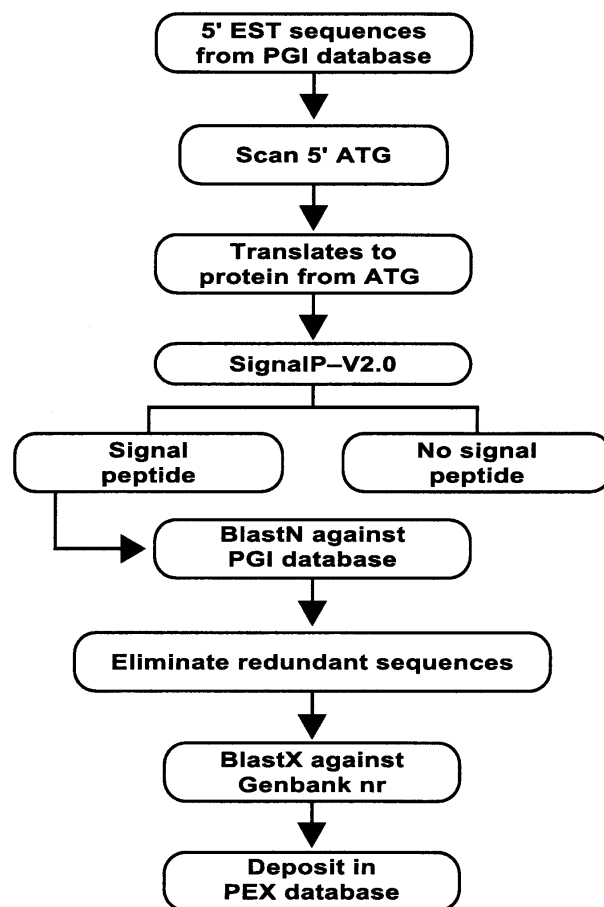 5' EST sequences
from PGI database
Scan 5' ATG
Translates to
protein from ATG
SignalP–V2.0
Signal
peptide
No signal
peptide
BlastN against
PGI database
Eliminate redundant sequences
BlastX against
Genbank nr
Deposit in
PEX database